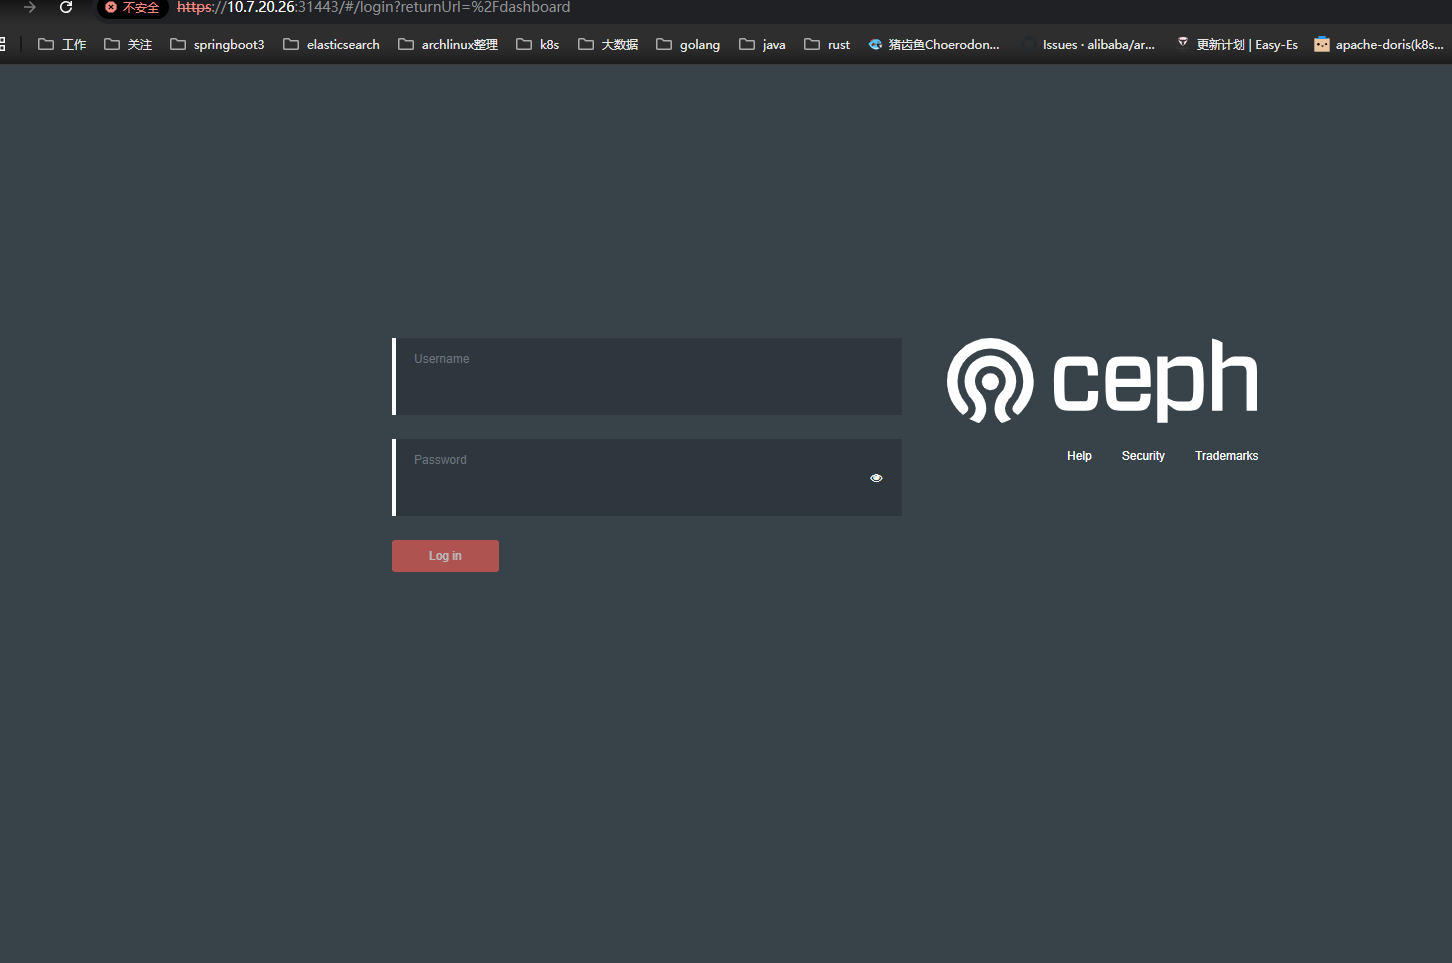 不安全 https://10.7.20.26:31443/#/login?returnUrl=%2Fdashboard
工作 关注 springboot3 elasticsearch archlinux整理 k8s 大数据 golang java rust 猪齿鱼Choerodon... Issues · alibaba/ar... 更新计划 | Easy-Es apache-doris(k8s...
Username
ceph
Help Security Trademarks
Password
Log in